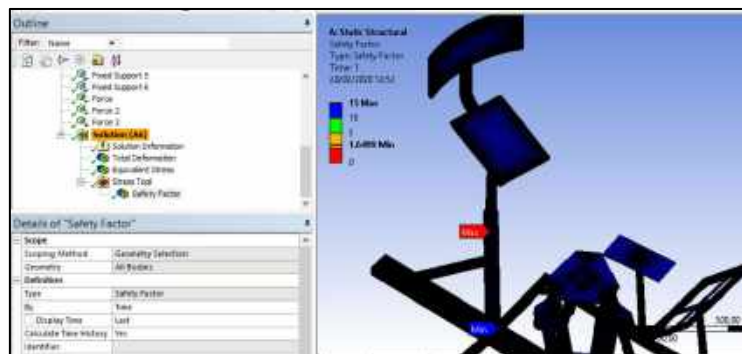 Outline
Filter: Name
Fixed Support 5
Fixed Support 6
Force
Force 2
Force 3
Solution (A6)
Solution Information
Total Deformation
Equivalent Stress
Stress Tool
Safety Factor
Details of "Safety Factor"
Scope
Scoping Method Geometry Selection
Geometry All Bodies
Definition
Type Safety Factor
By Time
Display Time Last
Calculate Time History Yes
Identifier
A: Static Structural
Safety Factor
Type: Safety Factor
Time: 1
15 Max
10
5
Min
0
Max
Min
500,00